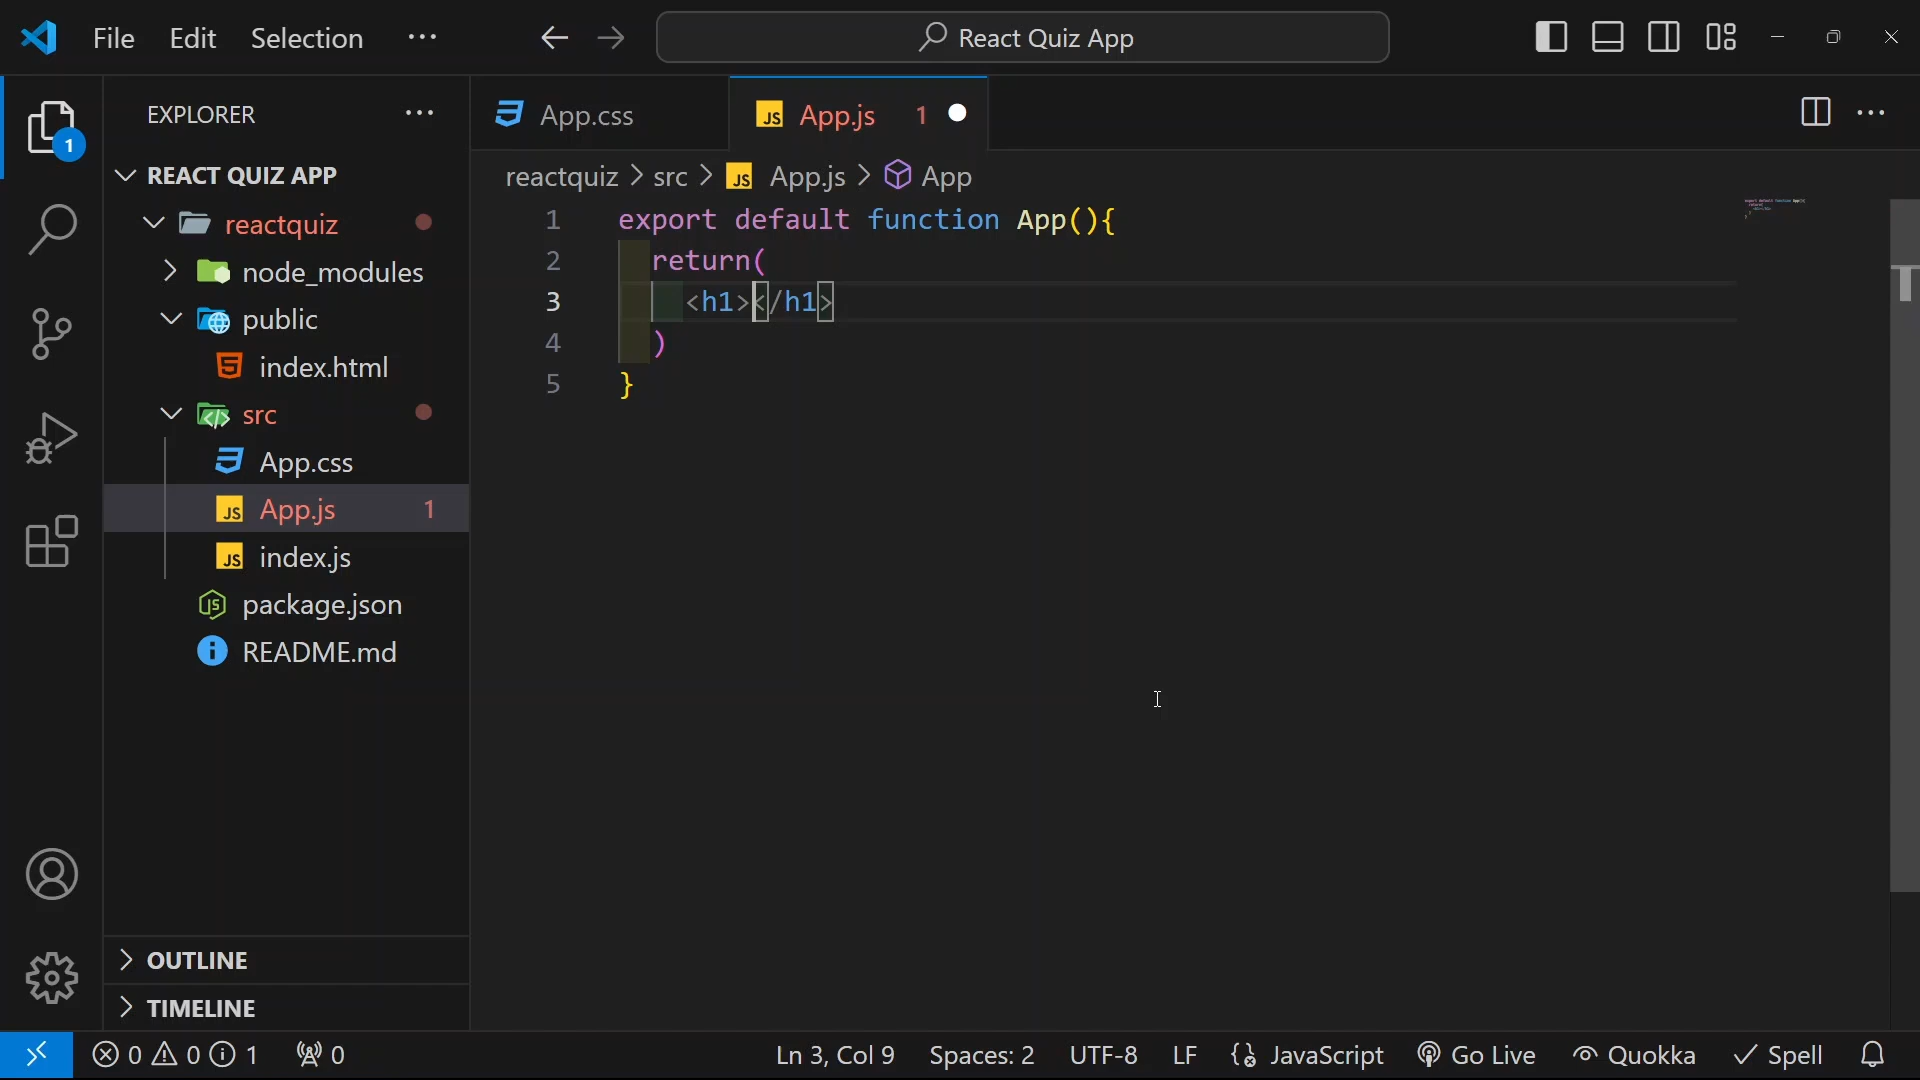 File Edit Selection ···
React Quiz App
1
EXPLORER ···
REACT QUIZ APP
reactquiz
node_modules
public
index.html
src
App.css
App.js 1
index.js
package.json
README.md
OUTLINE
TIMELINE
App.css
App.js 1
reactquiz > src > App.js > App
1 export default function App(){
2 return(
3 <h1></h1>
4 )
5 }
0 0 1 0
Ln 3, Col 9 Spaces: 2 UTF-8 LF JavaScript Go Live Quokka Spell